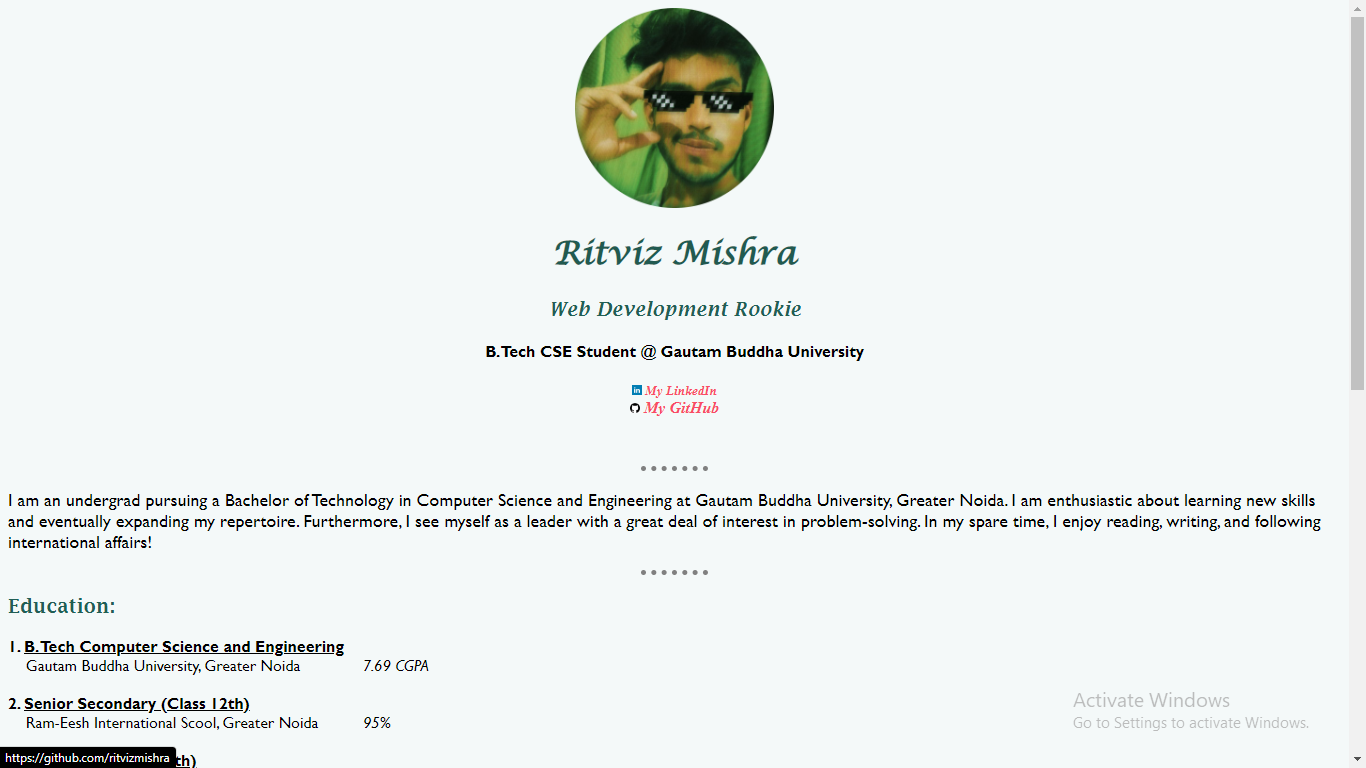 Ritviz Mishra
Web Development Rookie
B.Tech CSE Student @ Gautam Buddha University
in My LinkedIn
My GitHub
I am an undergrad pursuing a Bachelor of Technology in Computer Science and Engineering at Gautam Buddha University, Greater Noida. I am enthusiastic about learning new skills
and eventually expanding my repertoire. Furthermore, I see myself as a leader with a great deal of interest in problem-solving. In my spare time, I enjoy reading, writing, and following
international affairs!
Education:
1. B.Tech Computer Science and Engineering
Gautam Buddha University, Greater Noida 7.69 CGPA
2. Senior Secondary (Class 12th)
Ram-Eesh International Scool, Greater Noida 95%
Activate Windows
Go to Settings to activate Windows.
https://github.com/ritvizmishra
th)